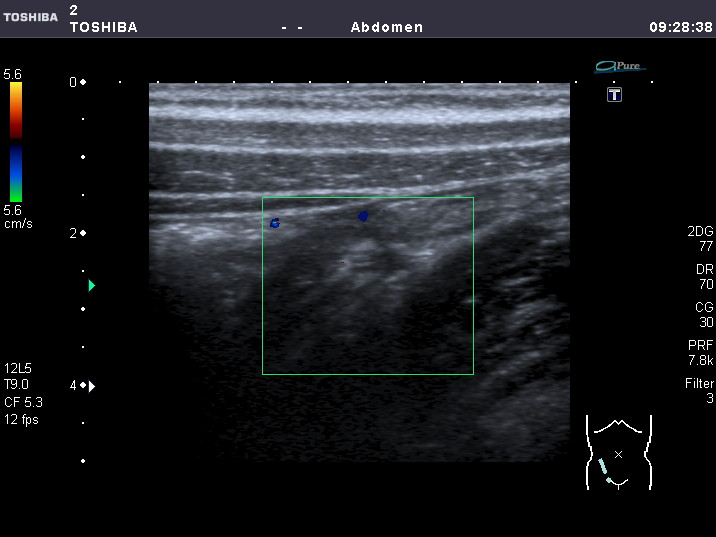 TOSHIBA
2
TOSHIBA - - Abdomen 09:28:38
Pure
T
5.6
5.6
cm/s
0
2
4
2DG
77
DR
70
CG
30
PRF
7.8k
Filter
3
12L5
T9.0
CF 5.3
12 fps